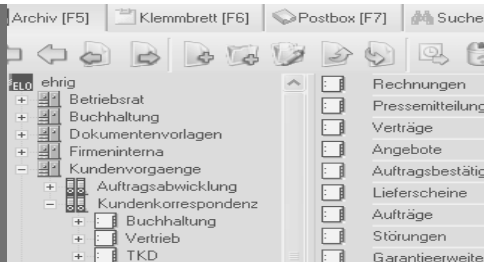 Archiv [F5] Klemmbrett [F6] Postbox [F7] Suche
ELO ehrig
Betriebsrat
Buchhaltung
Dokumentenvorlagen
Firmeninterna
Kundenvorgaenge
Auftragsabwicklung
Kundenkorrespondenz
Buchhaltung
Vertrieb
TKD
Rechnungen
Pressemitteilung
Verträge
Angebote
Auftragsbestätig
Lieferscheine
Aufträge
Störungen
Garantieerweite